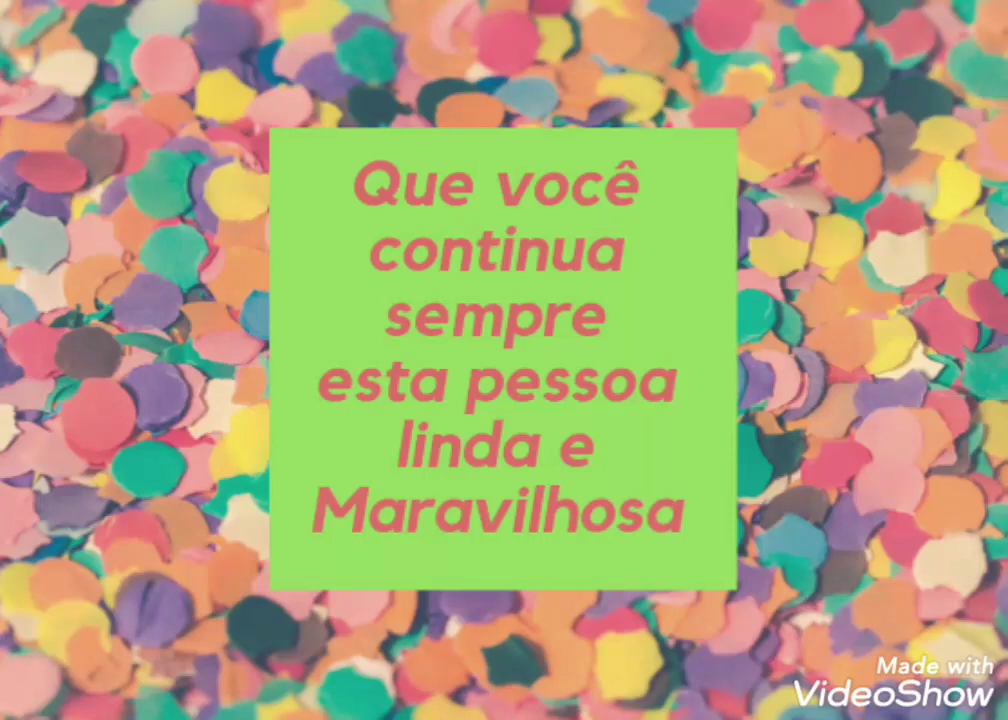 Que você
continua
sempre
esta pessoa
linda e
Maravilhosa
Made with
VideoShow